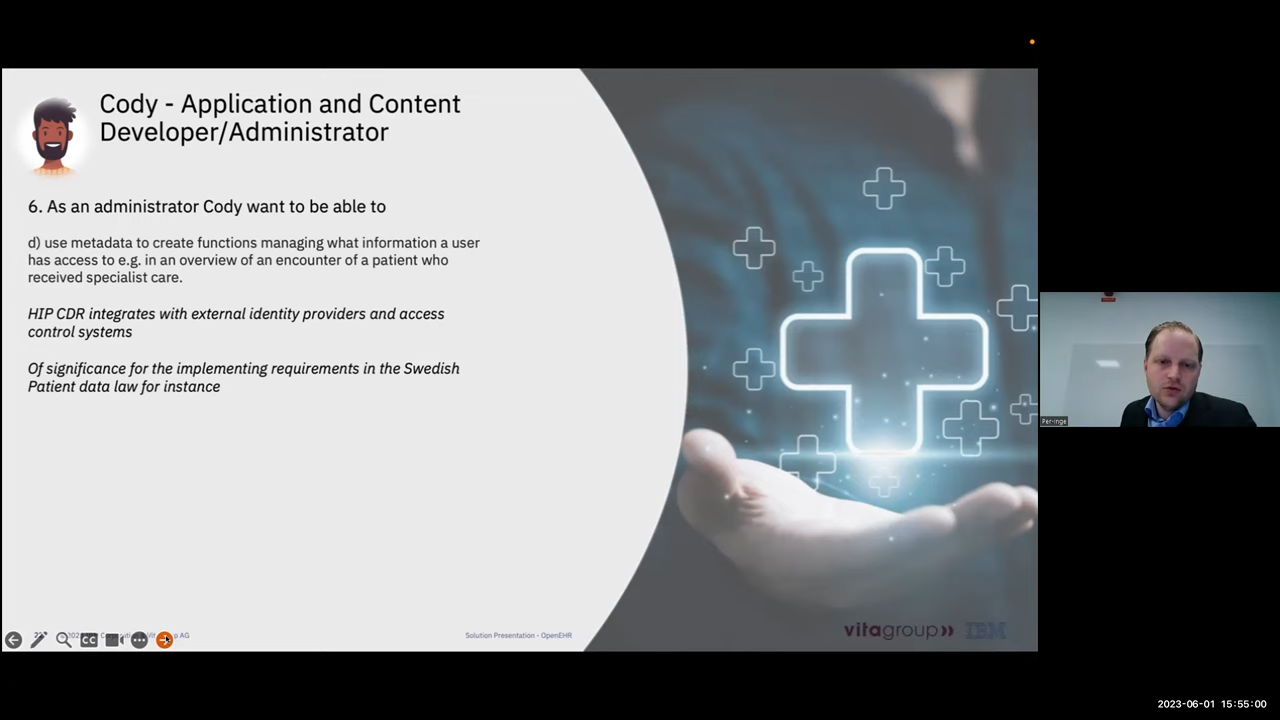 Cody - Application and Content
Developer/Administrator
6. As an administrator Cody want to be able to
d) use metadata to create functions managing what information a user
has access to e.g. in an overview of an encounter of a patient who
received specialist care.
HIP CDR integrates with external identity providers and access
control systems
Of significance for the implementing requirements in the Swedish
Patient data law for instance
CC
p AG
Solution Presentation - OpenEHR
vitagroup
IBM
Per-Inge
2023-06-01 15:55:00